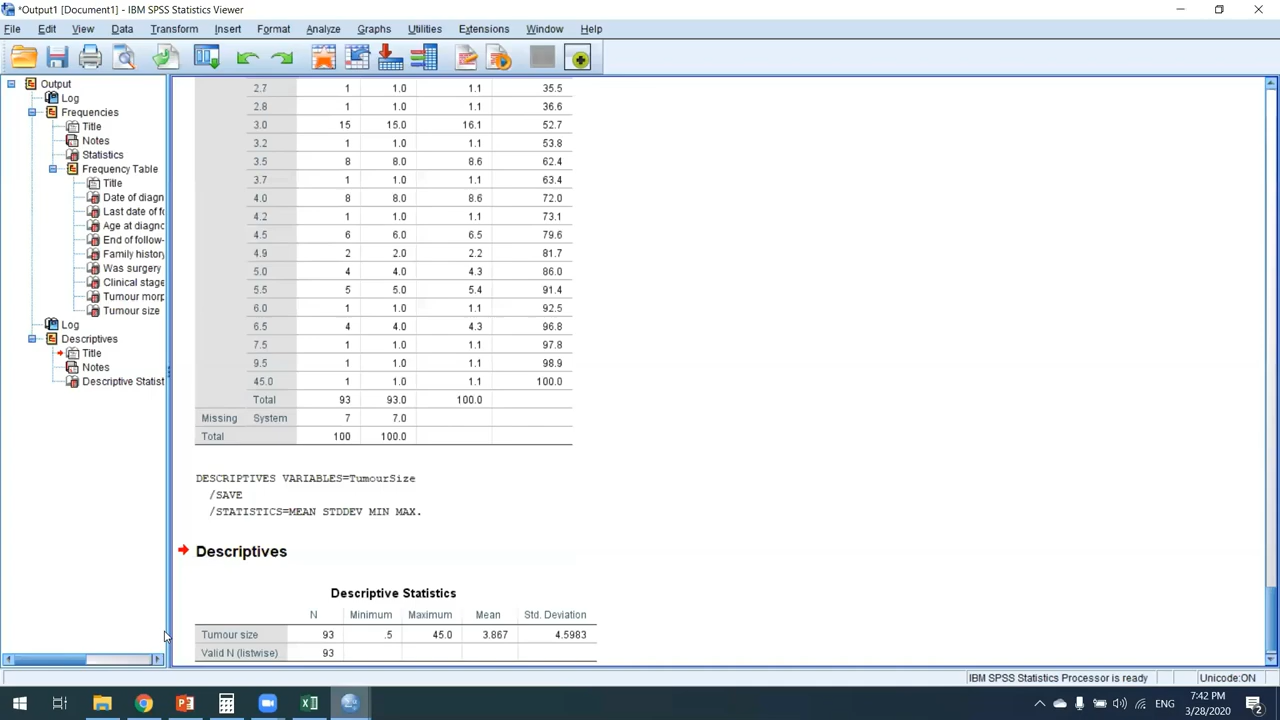 *Output1 [Document1] - IBM SPSS Statistics Viewer
File Edit View Data Transform Insert Format Analyze Graphs Utilities Extensions Window Help
Output
Log
Frequencies
Title
Notes
Statistics
Frequency Table
Title
Date of diagn
Last date of fo
Age at diagno
End of follow-
Family history
Was surgery
Clinical stage
Tumour morp
Tumour size
Log
Descriptives
Title
Notes
Descriptive Statist
2.7 1 1.0 1.1 35.5
2.8 1 1.0 1.1 36.6
3.0 15 15.0 16.1 52.7
3.2 1 1.0 1.1 53.8
3.5 8 8.0 8.6 62.4
3.7 1 1.0 1.1 63.4
4.0 8 8.0 8.6 72.0
4.2 1 1.0 1.1 73.1
4.5 6 6.0 6.5 79.6
4.9 2 2.0 2.2 81.7
5.0 4 4.0 4.3 86.0
5.5 5 5.0 5.4 91.4
6.0 1 1.0 1.1 92.5
6.5 4 4.0 4.3 96.8
7.5 1 1.0 1.1 97.8
9.5 1 1.0 1.1 98.9
45.0 1 1.0 1.1 100.0
Total 93 93.0 100.0
Missing System 7 7.0
Total 100 100.0
DESCRIPTIVES VARIABLES=TumourSize
/SAVE
/STATISTICS=MEAN STDDEV MIN MAX.
Descriptives
Descriptive Statistics
N Minimum Maximum Mean Std. Deviation
Tumour size 93 .5 45.0 3.867 4.5983
Valid N (listwise) 93
IBM SPSS Statistics Processor is ready Unicode:ON
ENG 7:42 PM
3/28/2020